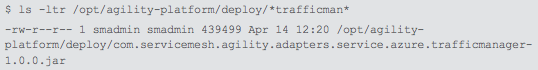 $ ls -ltr /opt/agility-platform/deploy/*trafficman*
-rw-r--r-- 1 smadmin smadmin 439499 Apr 14 12:20 /opt/agility-
platform/deploy/com.servicemesh.agility.adapters.service.azure.trafficmanager-
1.0.0.jar